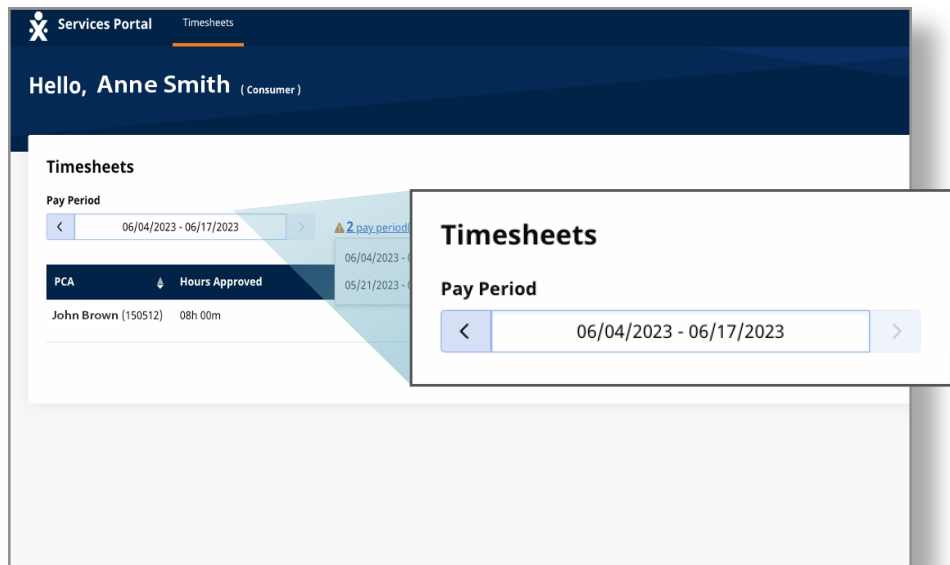 Services Portal Timesheets
Hello, Anne Smith (Consumer)
Timesheets
Pay Period
06/04/2023 - 06/17/2023
2 pay period
06/04/2023 -
05/21/2023 -
PCA Hours Approved
John Brown (150512) 08h 00m
Timesheets
Pay Period
06/04/2023 - 06/17/2023